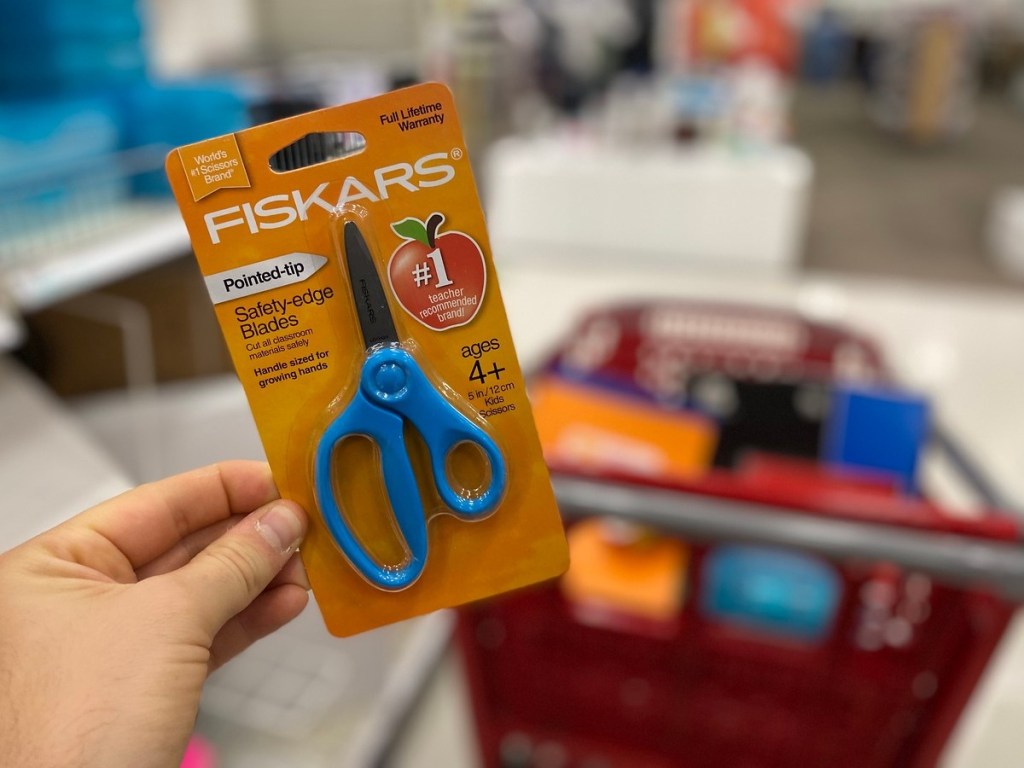 Full Lifetime
Warranty
World's
#1 Scissors
Brand*
FISKARS®
Pointed-tip
Safety-edge
Blades
Cut all classroom
materials safely
Handle sized for
growing hands
FISKARS
#1
teacher
recommended
brand!
ages
4+
5 in./12 cm
Kids
Scissors